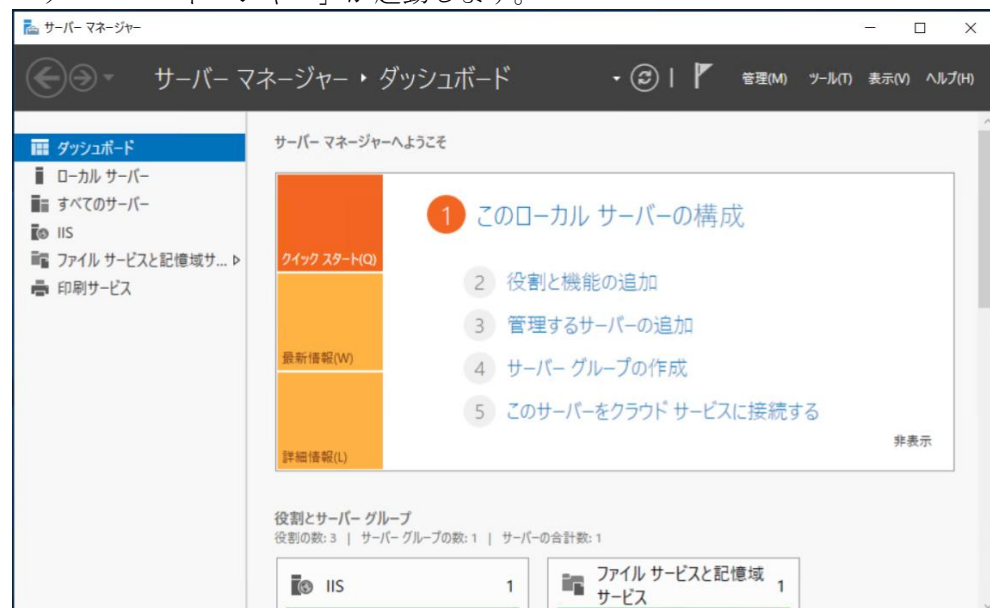 が起動します。
サーバー マネージャー
サーバー マネージャー・ダッシュボード
管理(M) ツール(T) 表示(V) ヘルプ(H)
ダッシュボード
ローカル サーバー
すべてのサーバー
IIS
ファイル サービスと記憶域サ...
印刷サービス
サーバー マネージャーへようこそ
クイック スタート(Q)
最新情報(W)
詳細情報(L)
1 このローカル サーバーの構成
2 役割と機能の追加
3 管理するサーバーの追加
4 サーバー グループの作成
5 このサーバーをクラウド サービスに接続する
非表示
役割とサーバー グループ
役割の数: 3 | サーバー グループの数: 1 | サーバーの合計数: 1
IIS 1
ファイル サービスと記憶域 1
サービス